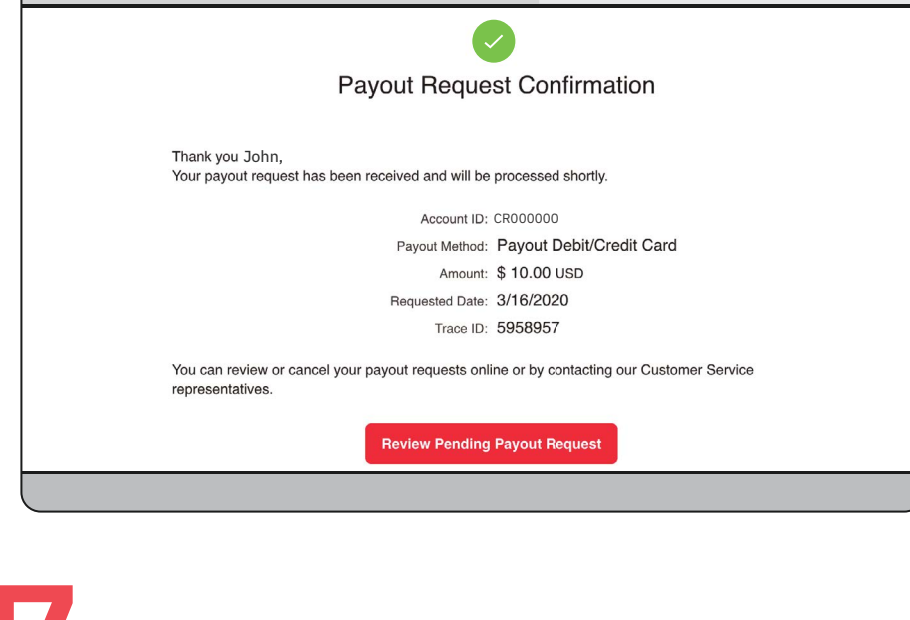 Payout Request Confirmation
Thank you John,
Your payout request has been received and will be processed shortly.
Account ID: CR000000
Payout Method: Payout Debit/Credit Card
Amount: $ 10.00 USD
Requested Date: 3/16/2020
Trace ID: 5958957
You can review or cancel your payout requests online or by contacting our Customer Service
representatives.
Review Pending Payout Request